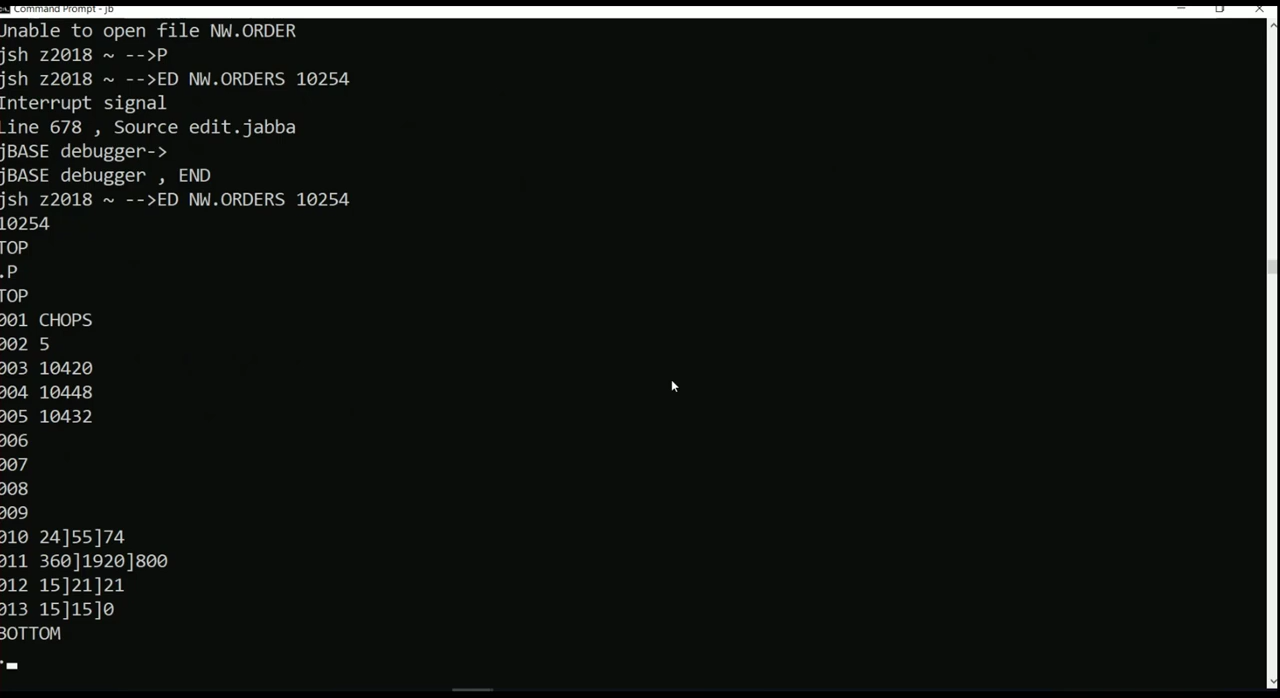 Command Prompt - jb
Unable to open file NW.ORDER
jsh z2018 ~ -->P
jsh z2018 ~ -->ED NW.ORDERS 10254
Interrupt signal
Line 678 , Source edit.jabba
jBASE debugger->
jBASE debugger , END
jsh z2018 ~ -->ED NW.ORDERS 10254
10254
TOP
.P
TOP
001 CHOPS
002 5
003 10420
004 10448
005 10432
006
007
008
009
010 24]55]74
011 360]1920]800
012 15]21]21
013 15]15]0
BOTTOM
.